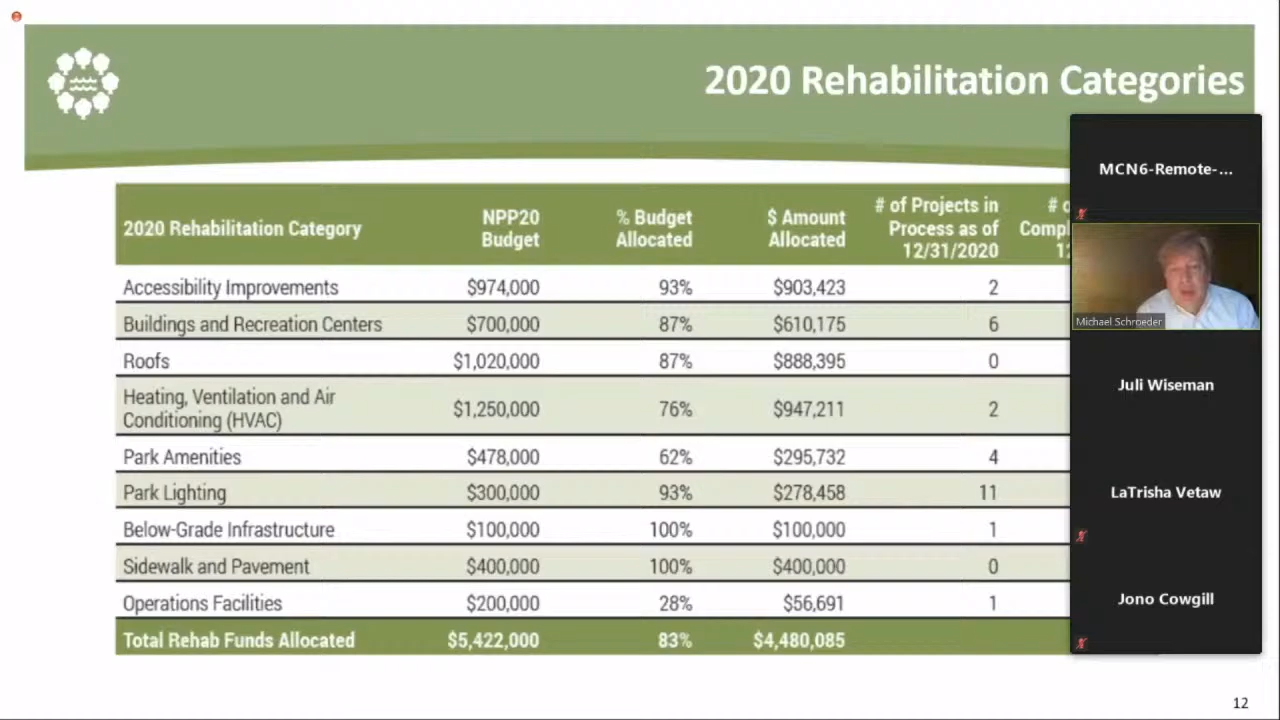 2020 Rehabilitation Categories
2020 Rehabilitation Category
NPP20 Budget
% Budget Allocated
$ Amount Allocated
# of Projects in Process as of 12/31/2020
Accessibility Improvements $974,000 93% $903,423 2
Buildings and Recreation Centers $700,000 87% $610,175 6
Roofs $1,020,000 87% $888,395 0
Heating, Ventilation and Air
Conditioning (HVAC) $1,250,000 76% $947,211 2
Park Amenities $478,000 62% $295,732 4
Park Lighting $300,000 93% $278,458 11
Below-Grade Infrastructure $100,000 100% $100,000 1
Sidewalk and Pavement $400,000 100% $400,000 0
Operations Facilities $200,000 28% $56,691 1
Total Rehab Funds Allocated $5,422,000 83% $4,480,085
MCN6-Remote-...
Michael Schroeder
Juli Wiseman
LaTrisha Vetaw
Jono Cowgill
12